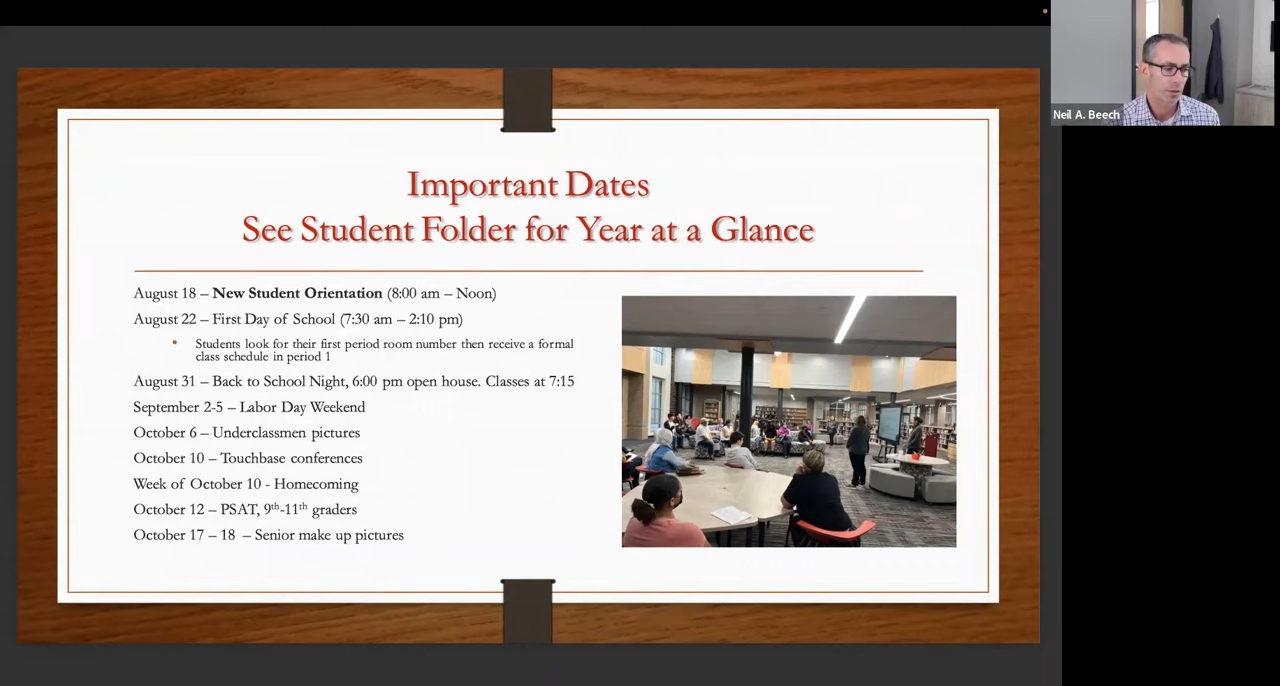 Neil A. Beech
Important Dates
See Student Folder for Year at a Glance
August 18 – New Student Orientation (8:00 am – Noon)
August 22 – First Day of School (7:30 am – 2:10 pm)
• Students look for their first period room number then receive a formal
class schedule in period 1
August 31 – Back to School Night, 6:00 pm open house. Classes at 7:15
September 2-5 – Labor Day Weekend
October 6 – Underclassmen pictures
October 10 – Touchbase conferences
Week of October 10 - Homecoming
October 12 – PSAT, 9th-11th graders
October 17 – 18 – Senior make up pictures